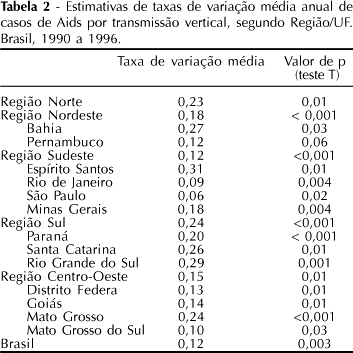 Tabela 2 - Estimativas de taxas de variação média anual de
casos de Aids por transmissão vertical, segundo Região/UF.
Brasil, 1990 a 1996.
Taxa de variação média Valor de p
(teste T)
Região Norte 0,23 0,01
Região Nordeste 0,18 < 0,001
Bahia 0,27 0,03
Pernambuco 0,12 0,06
Região Sudeste 0,12 <0,001
Espírito Santos 0,31 0,01
Rio de Janeiro 0,09 0,004
São Paulo 0,06 0,02
Minas Gerais 0,18 0,004
Região Sul 0,24 <0,001
Paraná 0,20 < 0,001
Santa Catarina 0,26 0,01
Rio Grande do Sul 0,29 0,001
Região Centro-Oeste 0,15 0,01
Distrito Federa 0,13 0,01
Goiás 0,14 0,01
Mato Grosso 0,24 <0,001
Mato Grosso do Sul 0,10 0,03
Brasil 0,12 0,003